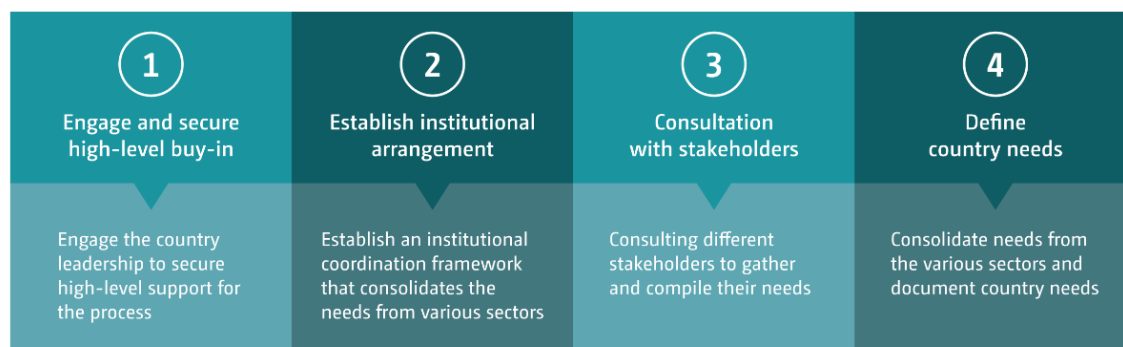 1
Engage and secure
high-level buy-in
Engage the country
leadership to secure
high-level support for
the process
2
Establish institutional
arrangement
Establish an institutional
coordination framework
that consolidates the
needs from various sectors
3
Consultation
with stakeholders
Consulting different
stakeholders to gather
and compile their needs
4
Define
country needs
Consolidate needs from
the various sectors and
document country needs